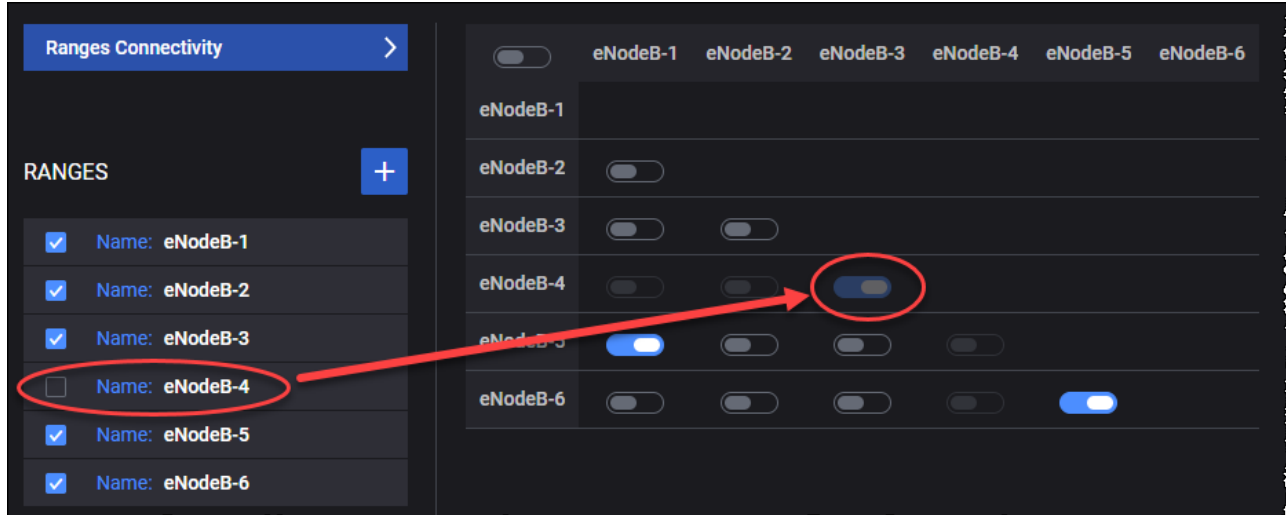 Ranges Connectivity
RANGES
Name: eNodeB-1
Name: eNodeB-2
Name: eNodeB-3
Name: eNodeB-4
Name: eNodeB-5
Name: eNodeB-6
eNodeB-1 eNodeB-2 eNodeB-3 eNodeB-4 eNodeB-5 eNodeB-6
eNodeB-1
eNodeB-2
eNodeB-3
eNodeB-4
eNodeB-5
eNodeB-6